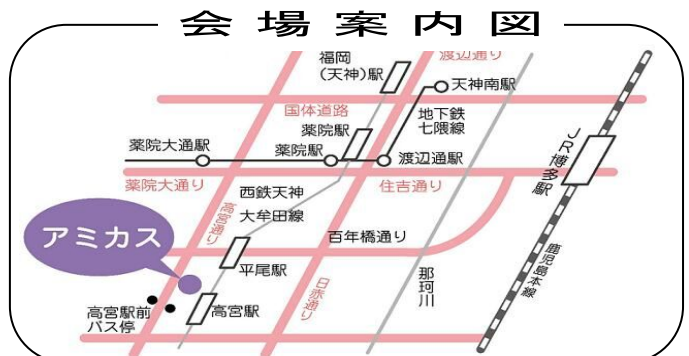 会場案内図
福岡
(天神)駅
渡辺通り
天神南駅
国体道路
地下鉄
七隈線
薬院駅
薬院大通駅
薬院駅
渡辺通駅
JR博多駅
薬院大通り
住吉通り
西鉄天神
大牟田線
高宮通り
アミカス
百年橋通り
平尾駅
那珂川
鹿児島本線
日赤通り
高宮駅前
バス停
高宮駅